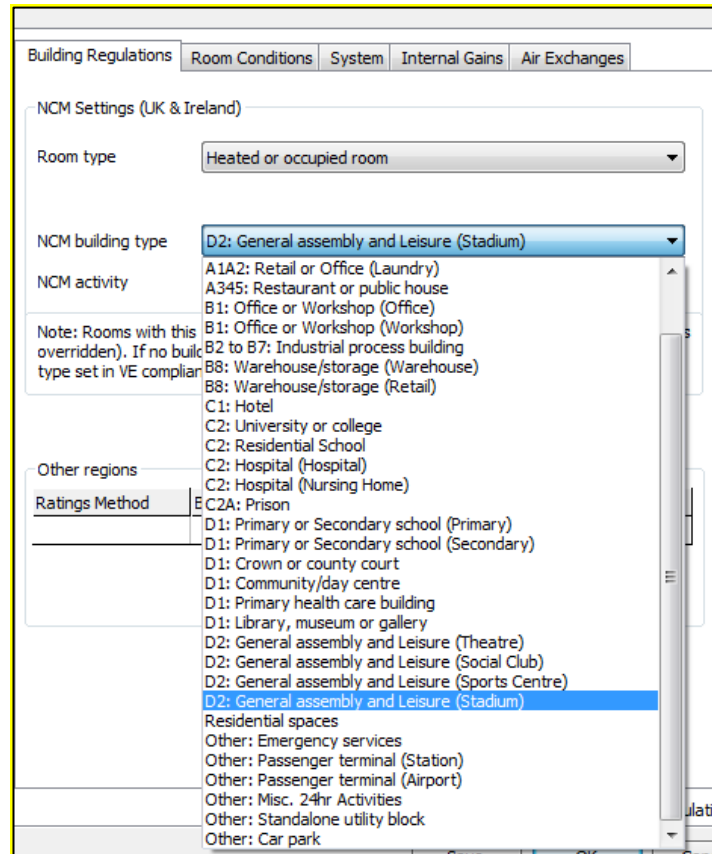 Building Regulations Room Conditions System Internal Gains Air Exchanges
NCM Settings (UK & Ireland)
Room type Heated or occupied room
NCM building type D2: General assembly and Leisure (Stadium)
NCM activity
A1A2: Retail or Office (Laundry)
A345: Restaurant or public house
B1: Office or Workshop (Office)
B1: Office or Workshop (Workshop)
B2 to B7: Industrial process building
B8: Warehouse/storage (Warehouse)
B8: Warehouse/storage (Retail)
C1: Hotel
C2: University or college
C2: Residential School
C2: Hospital (Hospital)
C2: Hospital (Nursing Home)
C2A: Prison
D1: Primary or Secondary school (Primary)
D1: Primary or Secondary school (Secondary)
D1: Crown or county court
D1: Community/day centre
D1: Primary health care building
D1: Library, museum or gallery
D2: General assembly and Leisure (Theatre)
D2: General assembly and Leisure (Social Club)
D2: General assembly and Leisure (Sports Centre)
D2: General assembly and Leisure (Stadium)
Residential spaces
Other: Emergency services
Other: Passenger terminal (Station)
Other: Passenger terminal (Airport)
Other: Misc. 24hr Activities
Other: Standalone utility block
Other: Car park
Note: Rooms with this
overridden). If no
type set in VE
Other regions
Ratings Method